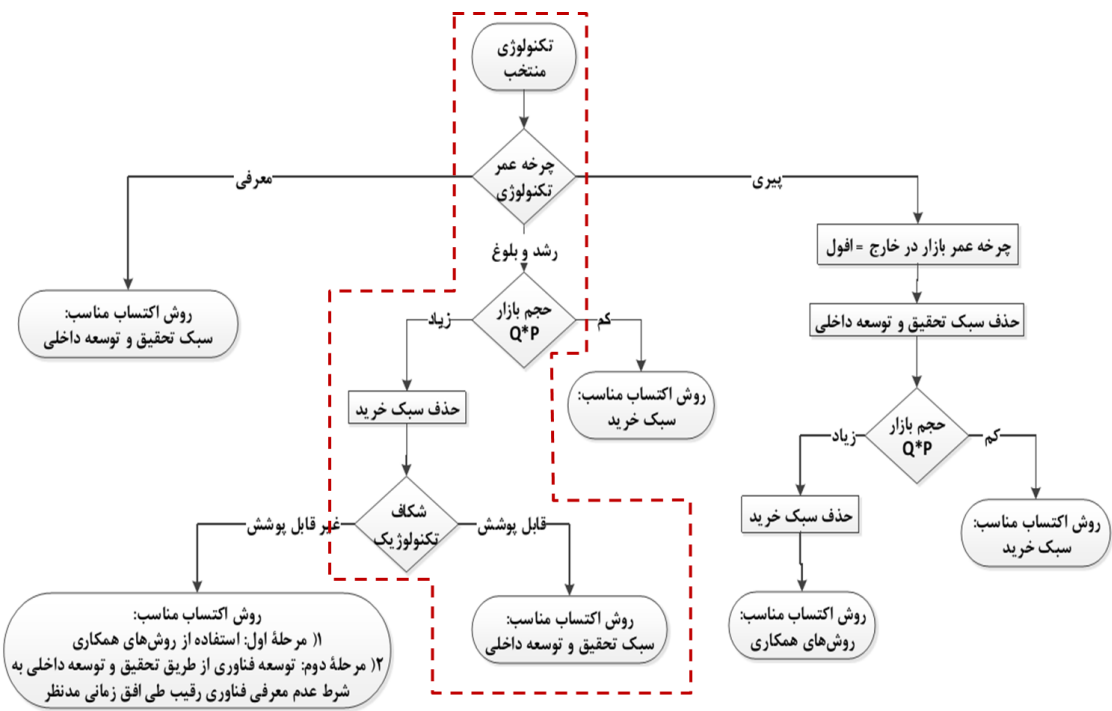 تکنولوژی
منتخب
چرخه عمر
تکنولوژی
معرفی
پیری
رشد و بلوغ
چرخه عمر بازار در خارج = افول
روش اکتساب مناسب:
سبک تحقیق و توسعه داخلی
حجم بازار
Q*P
زیاد
کم
حذف سبک تحقیق و توسعه داخلی
روش اکتساب مناسب:
سبک خرید
حذف سبک خرید
حجم بازار
Q*P
زیاد
کم
شکاف
تکنولوژیک
غیر قابل پوشش
قابل پوشش
حذف سبک خرید
روش اکتساب مناسب:
سبک خرید
روش اکتساب مناسب:
۱( مرحلهٔ اول: استفاده از روش‌های همکاری
۲( مرحلهٔ دوم: توسعه فناوری از طریق تحقیق و توسعه داخلی به
شرط عدم معرفی فناوری رقیب طی افق زمانی مدنظر
روش اکتساب مناسب:
سبک تحقیق و توسعه داخلی
روش اکتساب مناسب:
روش‌های همکاری